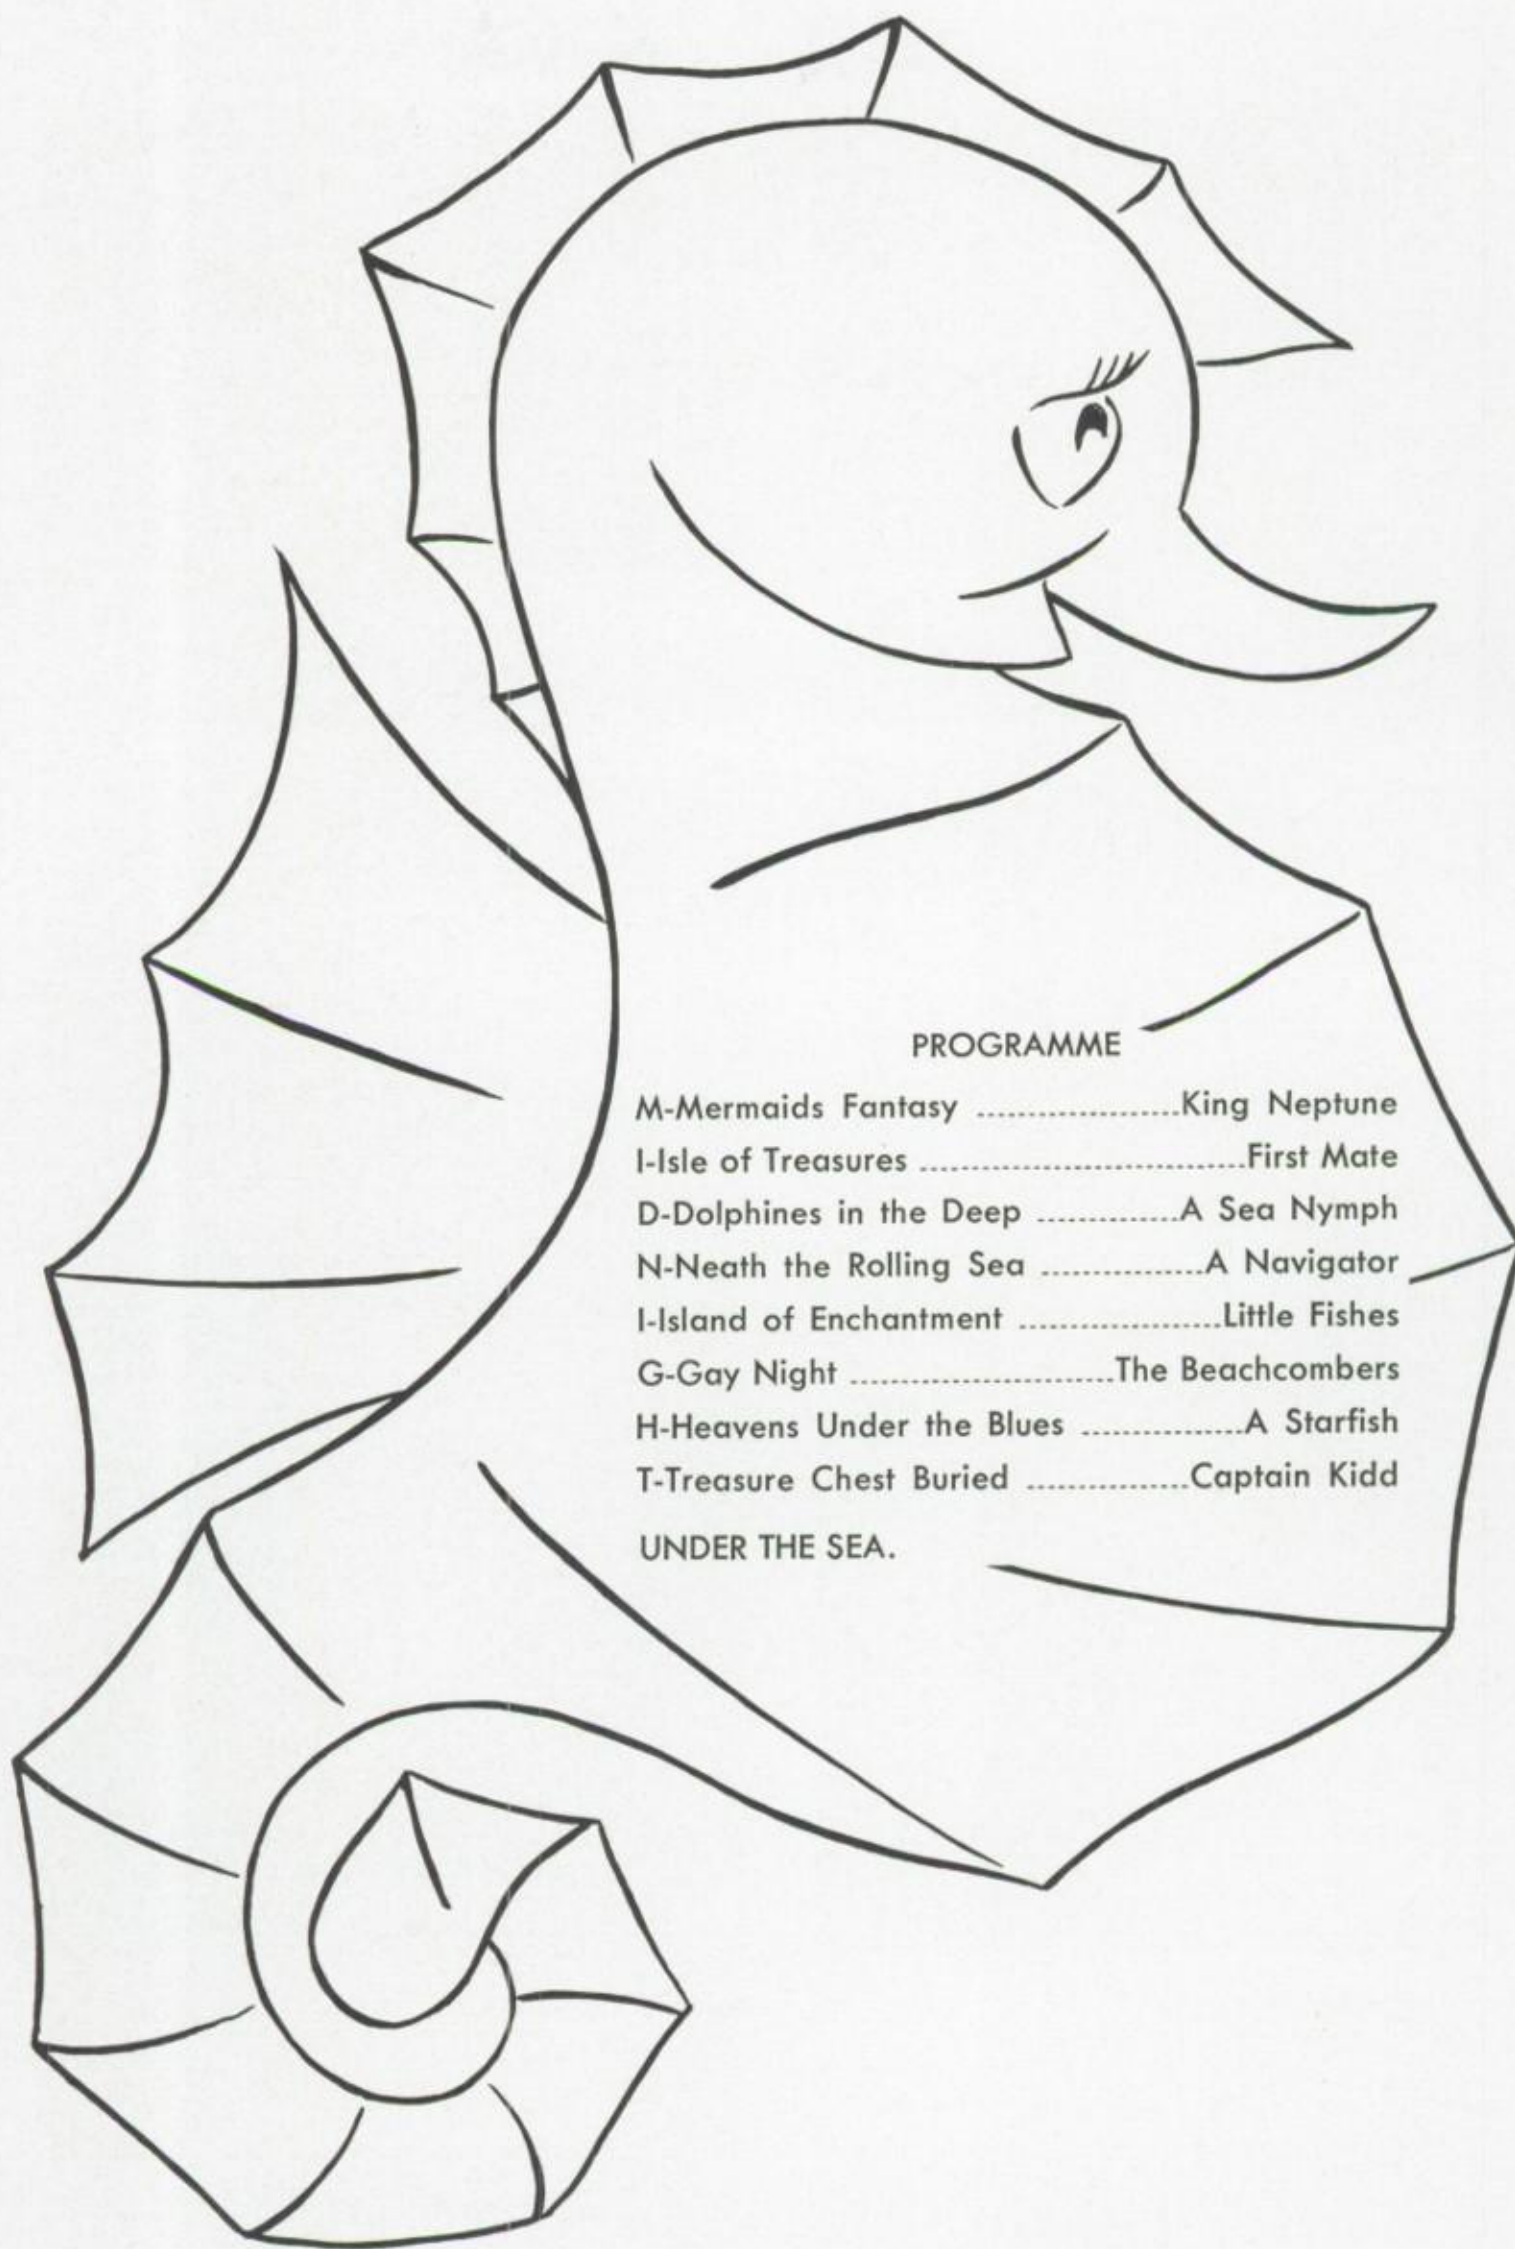 PROGRAMME
M-Mermaids Fantasy ....................King Neptune
I-Isle of Treasures ................................First Mate
D-Dolphines in the Deep ..............A Sea Nymph
N-Neath the Rolling Sea ................A Navigator
I-Island of Enchantment ....................Little Fishes
G-Gay Night ..........................The Beachcombers
H-Heavens Under the Blues ................A Starfish
T-Treasure Chest Buried ................Captain Kidd
UNDER THE SEA.